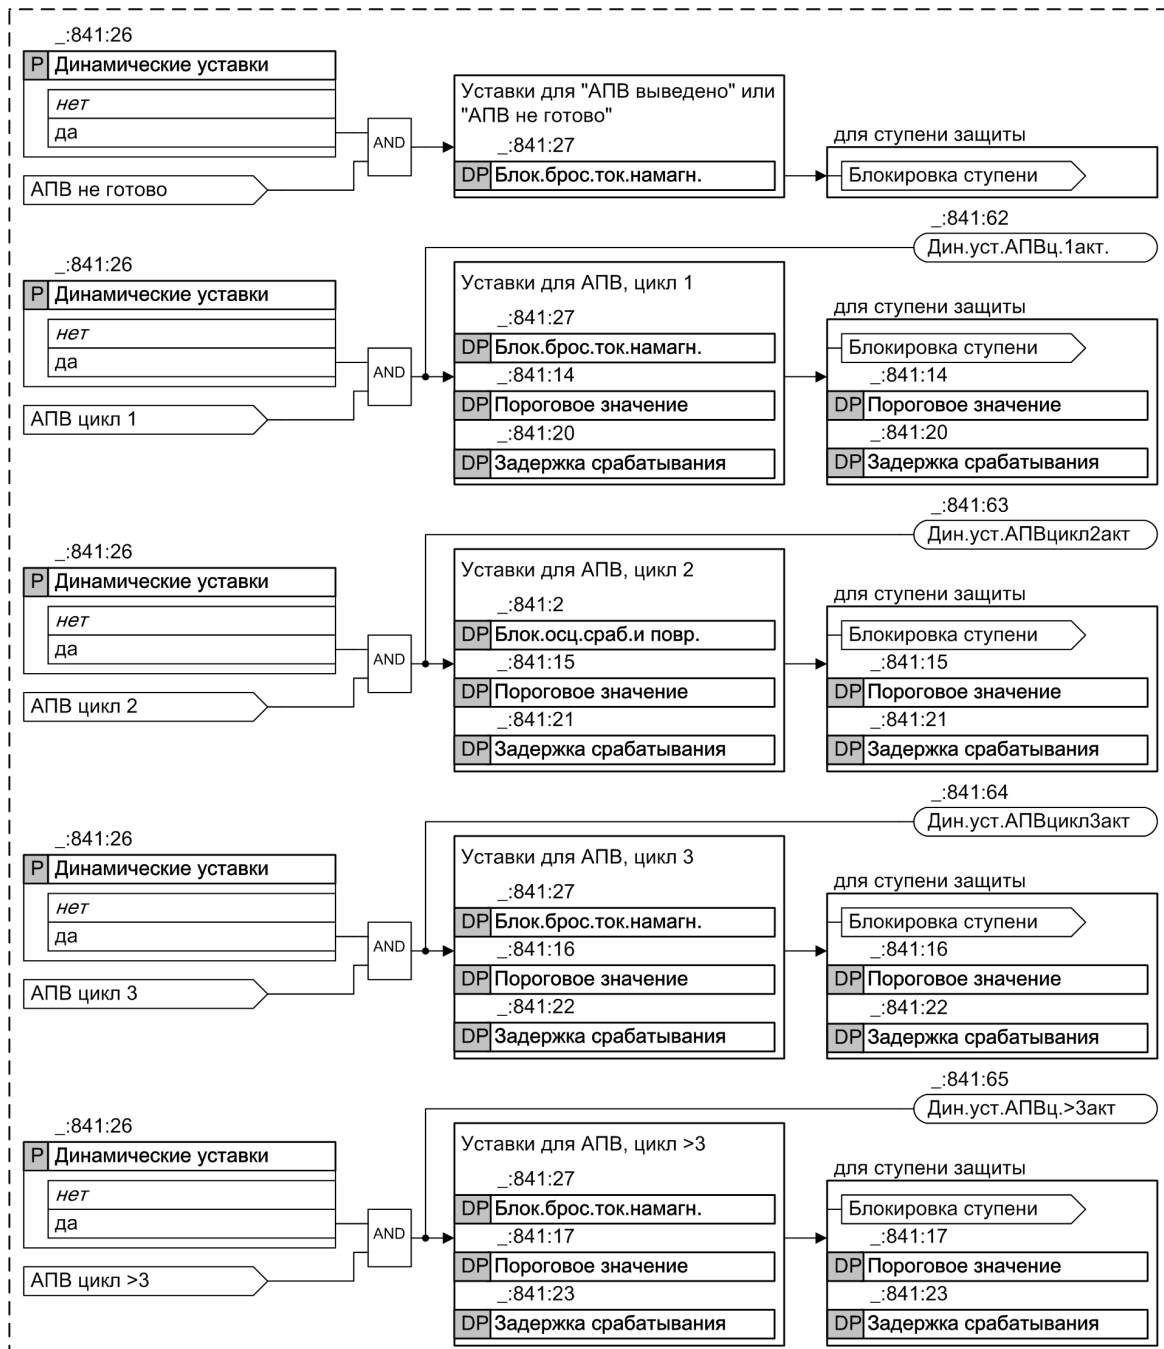 _:841:26
P Динамические уставки
нет
да
АПВ не готово
AND
Уставки для "АПВ выведено" или
"АПВ не готово"
_:841:27
DP Блок.брос.ток.намагн.
для ступени защиты
Блокировка ступени
_:841:62
Дин.уст.АПВц.1акт.
_:841:26
P Динамические уставки
нет
да
АПВ цикл 1
AND
Уставки для АПВ, цикл 1
_:841:27
DP Блок.брос.ток.намагн.
_:841:14
DP Пороговое значение
_:841:20
DP Задержка срабатывания
для ступени защиты
Блокировка ступени
_:841:14
DP Пороговое значение
_:841:20
DP Задержка срабатывания
_:841:63
Дин.уст.АПВцикл2акт
_:841:26
P Динамические уставки
нет
да
АПВ цикл 2
AND
Уставки для АПВ, цикл 2
_:841:2
DP Блок.осц.сраб.и повр.
_:841:15
DP Пороговое значение
_:841:21
DP Задержка срабатывания
для ступени защиты
Блокировка ступени
_:841:15
DP Пороговое значение
_:841:21
DP Задержка срабатывания
_:841:64
Дин.уст.АПВцикл3акт
_:841:26
P Динамические уставки
нет
да
АПВ цикл 3
AND
Уставки для АПВ, цикл 3
_:841:27
DP Блок.брос.ток.намагн.
_:841:16
DP Пороговое значение
_:841:22
DP Задержка срабатывания
для ступени защиты
Блокировка ступени
_:841:16
DP Пороговое значение
_:841:22
DP Задержка срабатывания
_:841:65
Дин.уст.АПВц.>3акт
_:841:26
P Динамические уставки
нет
да
АПВ цикл >3
AND
Уставки для АПВ, цикл >3
_:841:27
DP Блок.брос.ток.намагн.
_:841:17
DP Пороговое значение
_:841:23
DP Задержка срабатывания
для ступени защиты
Блокировка ступени
_:841:17
DP Пороговое значение
_:841:23
DP Задержка срабатывания